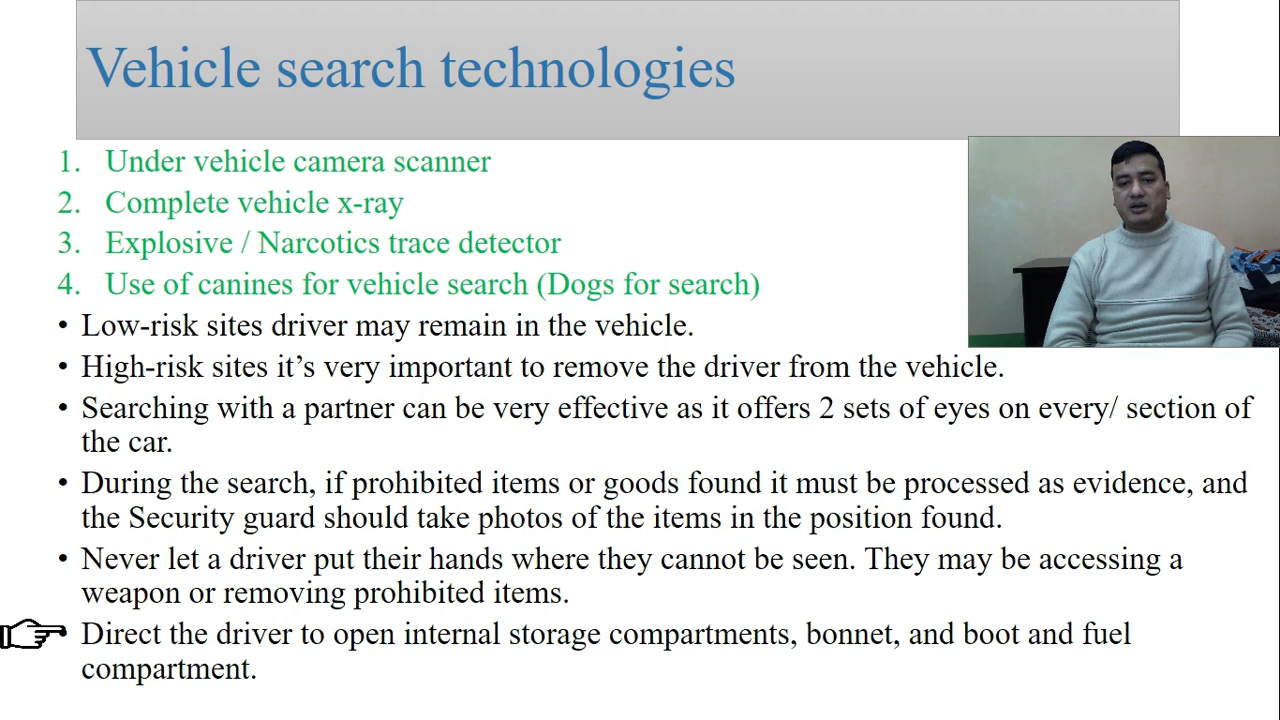 Vehicle search technologies
1. Under vehicle camera scanner
2. Complete vehicle x-ray
3. Explosive / Narcotics trace detector
4. Use of canines for vehicle search (Dogs for search)
• Low-risk sites driver may remain in the vehicle.
• High-risk sites it’s very important to remove the driver from the vehicle.
• Searching with a partner can be very effective as it offers 2 sets of eyes on every/ section of
the car.
• During the search, if prohibited items or goods found it must be processed as evidence, and
the Security guard should take photos of the items in the position found.
• Never let a driver put their hands where they cannot be seen. They may be accessing a
weapon or removing prohibited items.
Direct the driver to open internal storage compartments, bonnet, and boot and fuel
compartment.